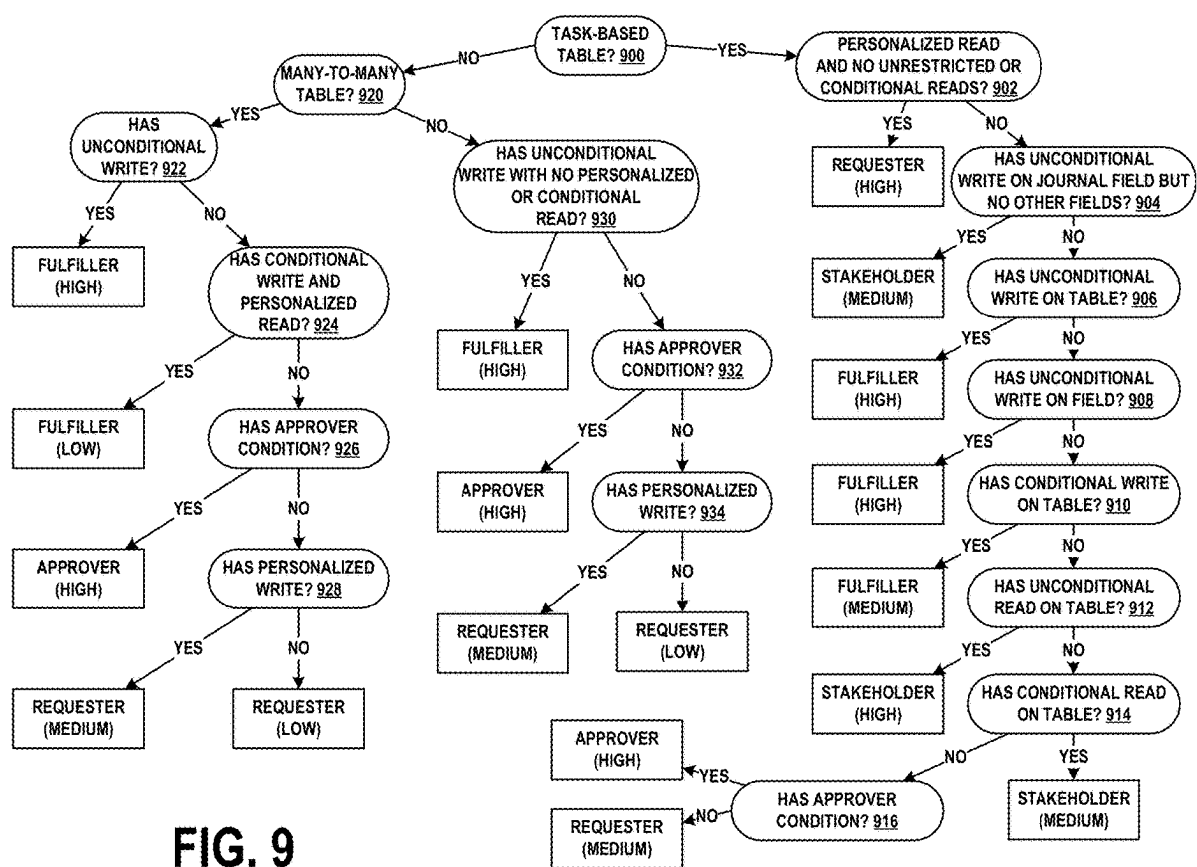 TASK-BASED
TABLE? 900
NO
YES
MANY-TO-MANY
TABLE? 920
YES
NO
HAS
UNCONDITIONAL
WRITE? 922
YES
NO
FULFILLER
(HIGH)
HAS CONDITIONAL
WRITE AND
PERSONALIZED
READ? 924
YES
NO
FULFILLER
(LOW)
HAS APPROVER
CONDITION? 926
YES
NO
APPROVER
(HIGH)
HAS PERSONALIZED
WRITE? 928
YES
NO
REQUESTER
(MEDIUM)
REQUESTER
(LOW)
HAS UNCONDITIONAL
WRITE WITH NO PERSONALIZED
OR CONDITIONAL
READ? 930
YES
NO
FULFILLER
(HIGH)
HAS APPROVER
CONDITION? 932
YES
NO
APPROVER
(HIGH)
HAS PERSONALIZED
WRITE? 934
YES
NO
REQUESTER
(MEDIUM)
REQUESTER
(LOW)
PERSONALIZED READ
AND NO UNRESTRICTED OR
CONDITIONAL READS? 902
YES
NO
REQUESTER
(HIGH)
HAS UNCONDITIONAL
WRITE ON JOURNAL FIELD BUT
NO OTHER FIELDS? 904
YES
NO
STAKEHOLDER
(MEDIUM)
HAS UNCONDITIONAL
WRITE ON TABLE? 906
YES
NO
FULFILLER
(HIGH)
HAS UNCONDITIONAL
WRITE ON FIELD? 908
YES
NO
FULFILLER
(HIGH)
HAS CONDITIONAL WRITE
ON TABLE? 910
YES
NO
FULFILLER
(MEDIUM)
HAS UNCONDITIONAL
READ ON TABLE? 912
YES
NO
STAKEHOLDER
(HIGH)
HAS CONDITIONAL READ
ON TABLE? 914
NO
YES
STAKEHOLDER
(MEDIUM)
HAS APPROVER
CONDITION? 916
YES
NO
APPROVER
(HIGH)
REQUESTER
(MEDIUM)
FIG. 9